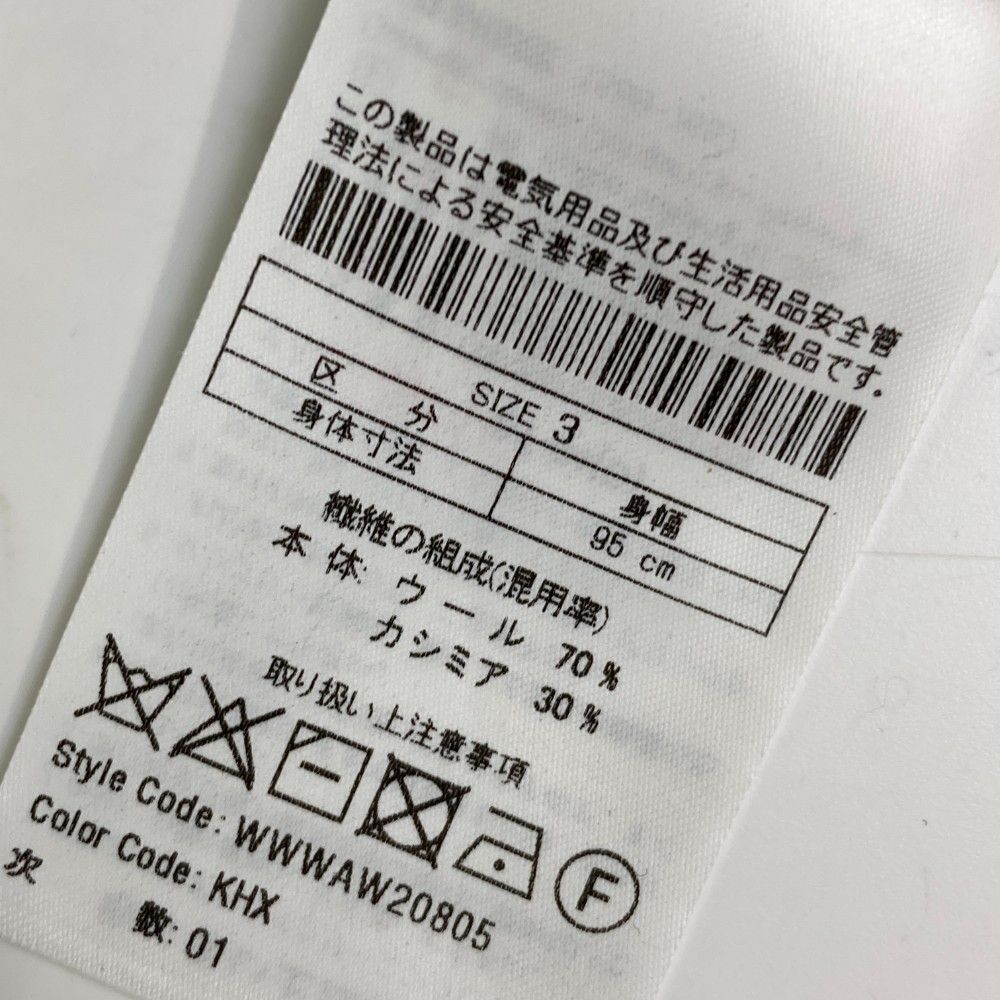 この製品は電気用品及び生活用品安全管
理法による安全基準を順守した製品です.
SIZE 3
区 分 身幅
身体寸法 95 cm
繊維の組成(混用率)
本 体: ウール 70 %
カシミア 30 %
取り扱い上注意事項
F
Style Code: WWWAW20805
Color Code: KHX
次 数: 01